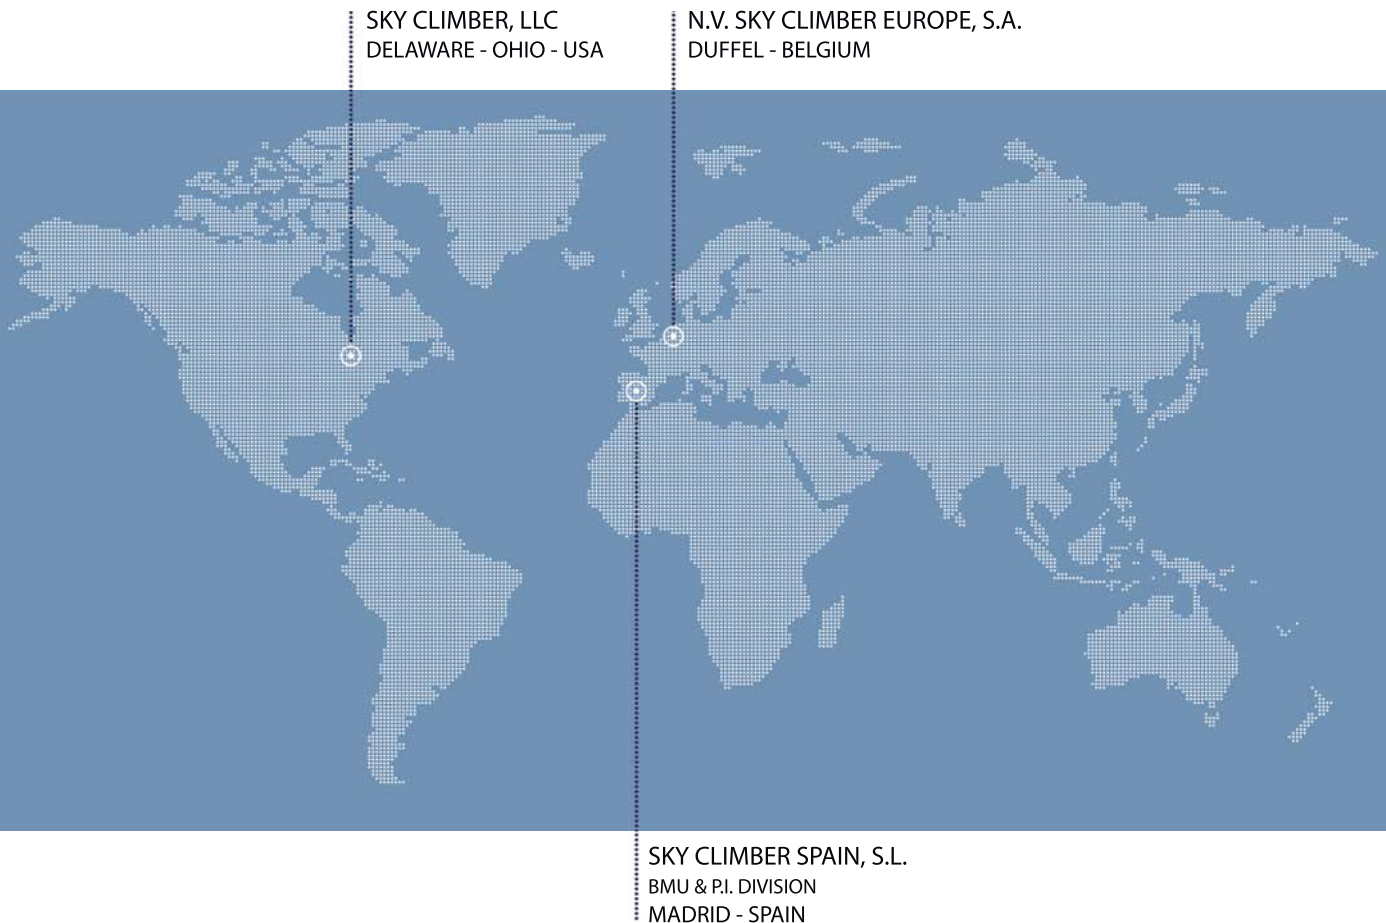 SKY CLIMBER, LLC
DELAWARE - OHIO - USA
N.V. SKY CLIMBER EUROPE, S.A.
DUFFEL - BELGIUM
SKY CLIMBER SPAIN, S.L.
BMU & P.I. DIVISION
MADRID - SPAIN